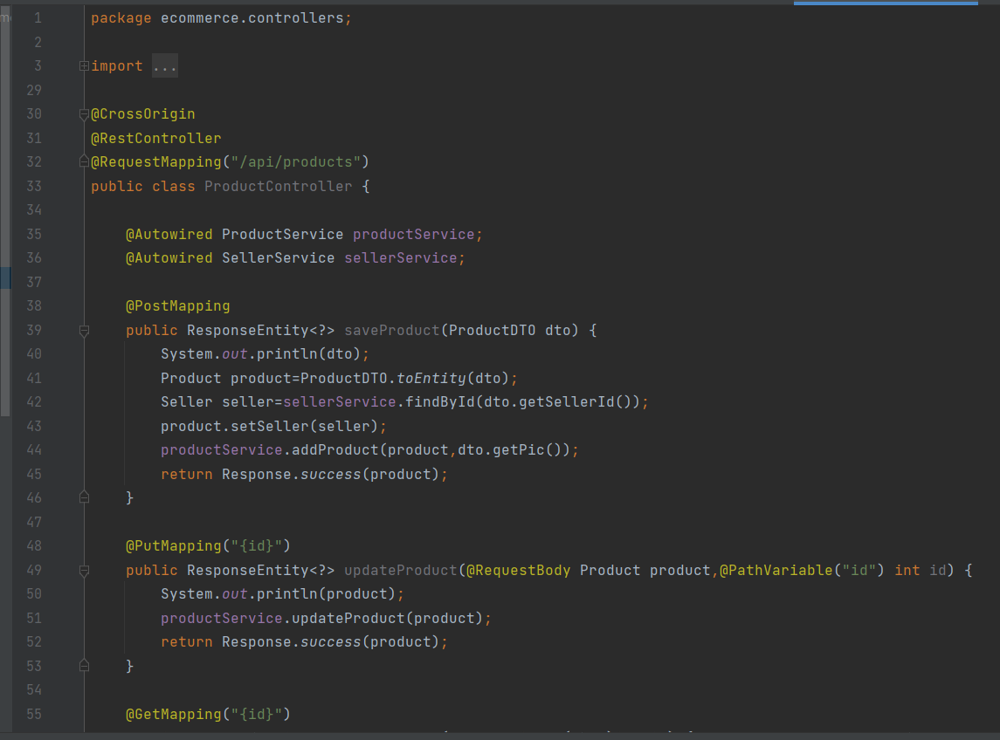 1 package ecommerce.controllers;
2
3 import ...
29
30 @CrossOrigin
31 @RestController
32 @RequestMapping("/api/products")
33 public class ProductController {
34
35     @Autowired ProductService productService;
36     @Autowired SellerService sellerService;
37
38     @PostMapping
39     public ResponseEntity<?> saveProduct(ProductDTO dto) {
40         System.out.println(dto);
41         Product product=ProductDTO.toEntity(dto);
42         Seller seller=sellerService.findById(dto.getSellerId());
43         product.setSeller(seller);
44         productService.addProduct(product,dto.getPic());
45         return Response.success(product);
46     }
47
48     @PutMapping("{id}")
49     public ResponseEntity<?> updateProduct(@RequestBody Product product,@PathVariable("id") int id) {
50         System.out.println(product);
51         productService.updateProduct(product);
52         return Response.success(product);
53     }
54
55     @GetMapping("{id}")